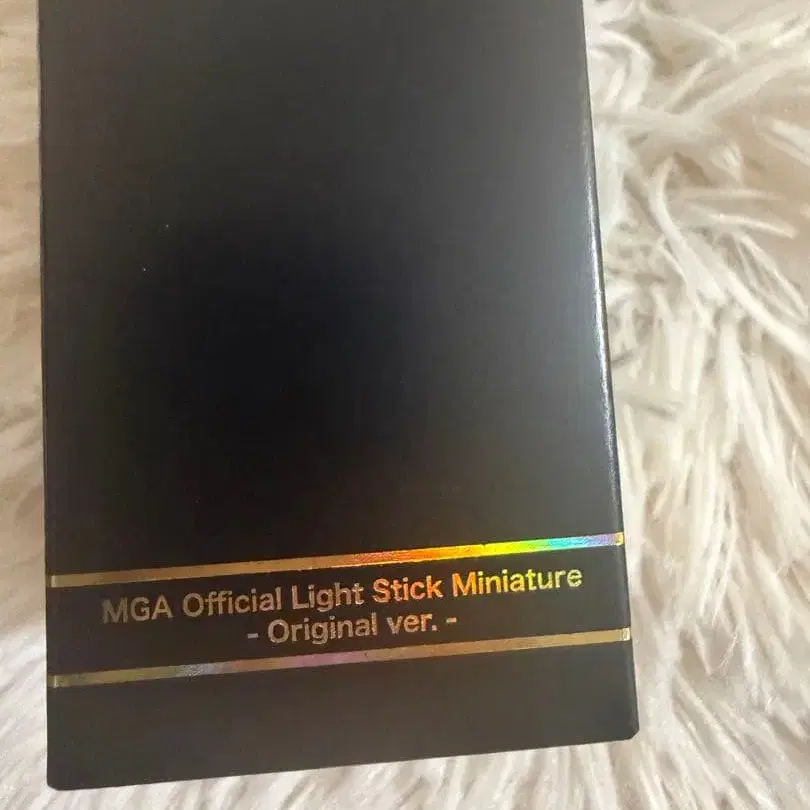 MGA Official Light Stick Miniature
- Original ver. -